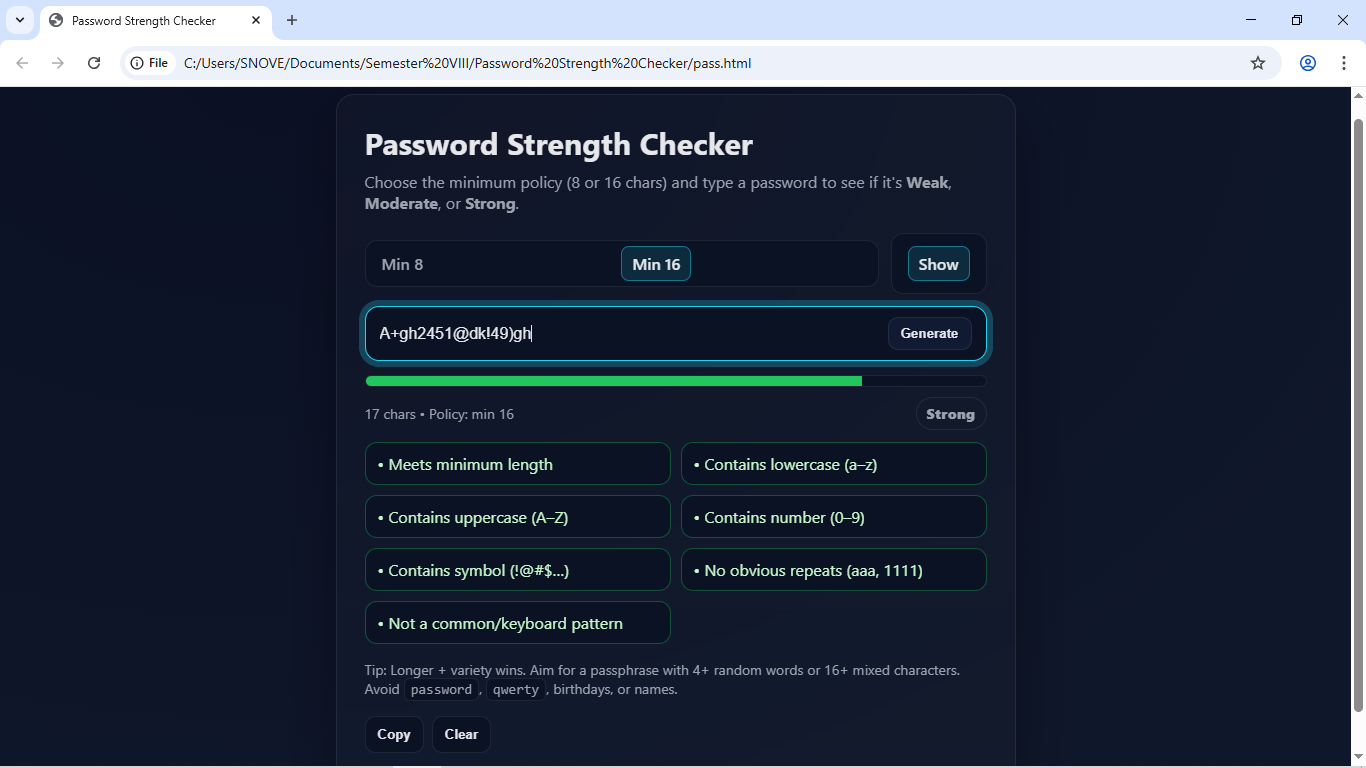 Password Strength Checker
File C:/Users/SNOVE/Documents/Semester%20VIII/Password%20Strength%20Checker/pass.html
Password Strength Checker
Choose the minimum policy (8 or 16 chars) and type a password to see if it's Weak,
Moderate, or Strong.
Min 8 Min 16 Show
A+gh2451@dk!49)gh Generate
17 chars • Policy: min 16 Strong
• Meets minimum length • Contains lowercase (a–z)
• Contains uppercase (A–Z) • Contains number (0–9)
• Contains symbol (!@#$…) • No obvious repeats (aaa, 1111)
• Not a common/keyboard pattern
Tip: Longer + variety wins. Aim for a passphrase with 4+ random words or 16+ mixed characters.
Avoid password, qwerty, birthdays, or names.
Copy Clear